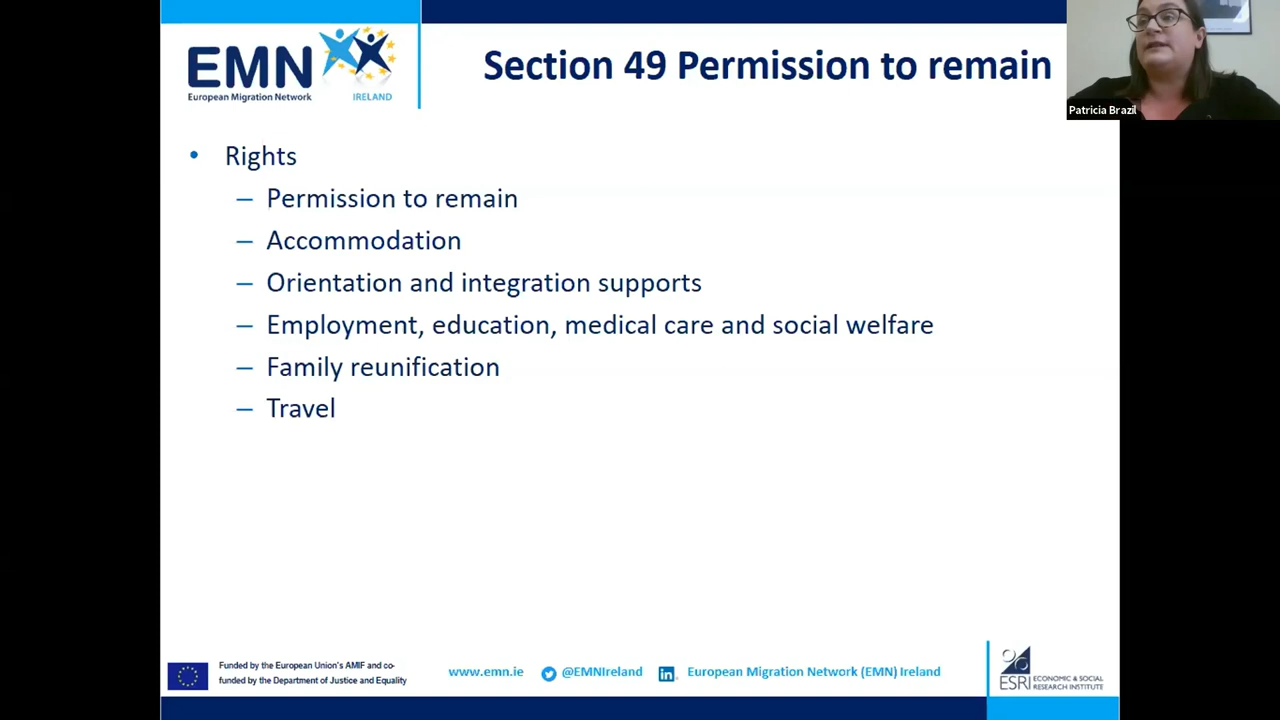 EMN
European Migration Network
IRELAND
Section 49 Permission to remain
Patricia Brazil
• Rights
– Permission to remain
– Accommodation
– Orientation and integration supports
– Employment, education, medical care and social welfare
– Family reunification
– Travel
Funded by the European Union's AMIF and co-
funded by the Department of Justice and Equality
www.emn.ie
@EMNIreland
in
European Migration Network (EMN) Ireland
ESRI
ECONOMIC & SOCIAL
RESEARCH INSTITUTE